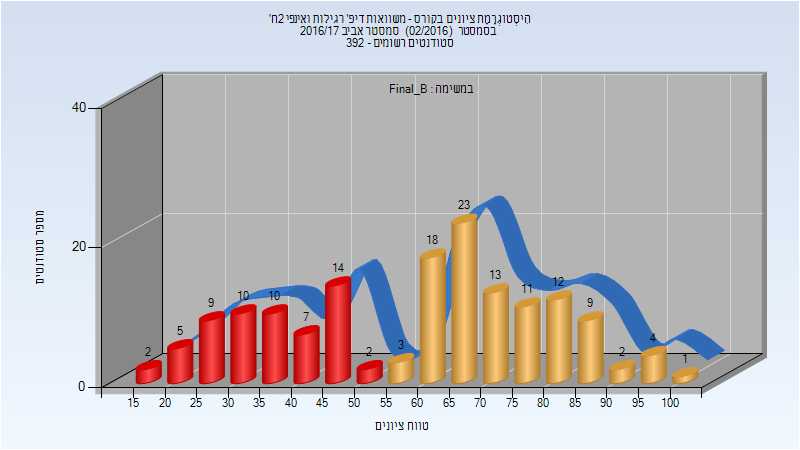 הִיסְטוֹגְרָמַת ציונים בקורס - משוואות דיפ' רגילות ואינפי 2ח'
בסמסטר (02/2016) סמסטר אביב 2016/17
סטודנטים רשומים - 392
במשימה : Final_B
מספר סטודנטים
40
20
0
2 5 9 10 10 7 14 2 3 18 23 13 11 12 9 2 4 1
15 20 25 30 35 40 45 50 55 60 65 70 75 80 85 90 95 100
טווח ציונים